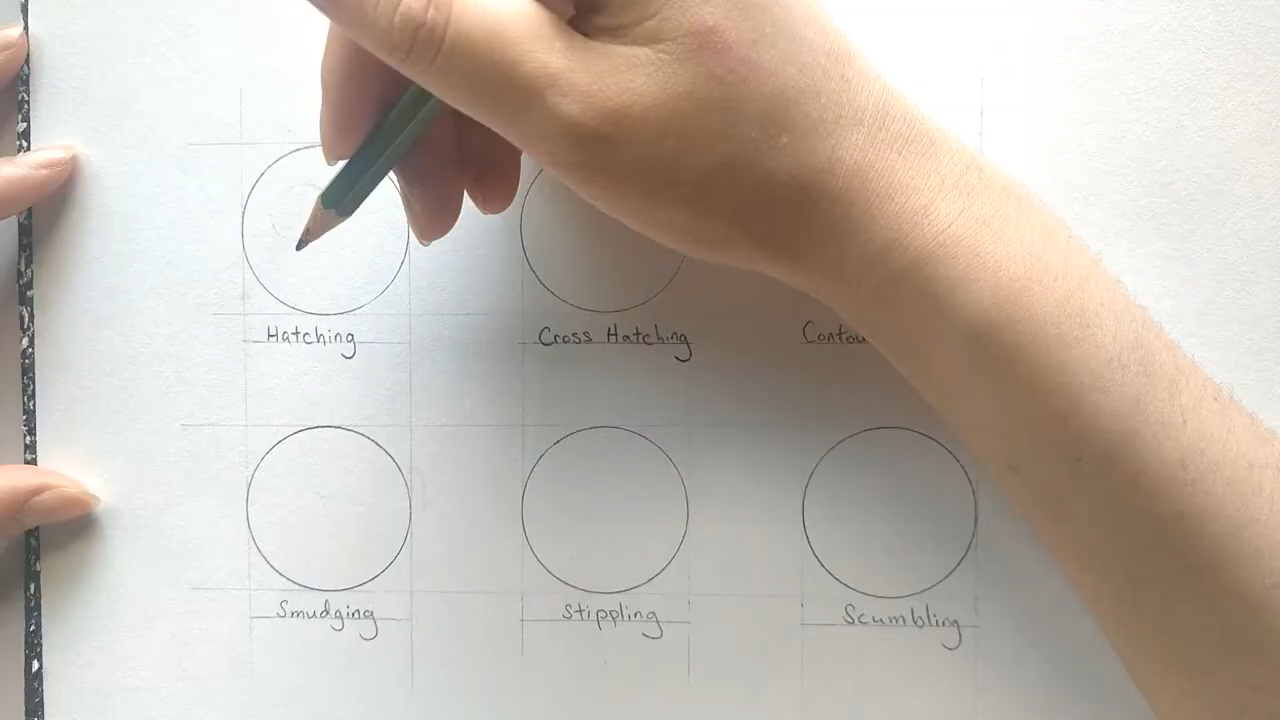 Hatching
Cross Hatching
Smudging
Stippling
Scumbling